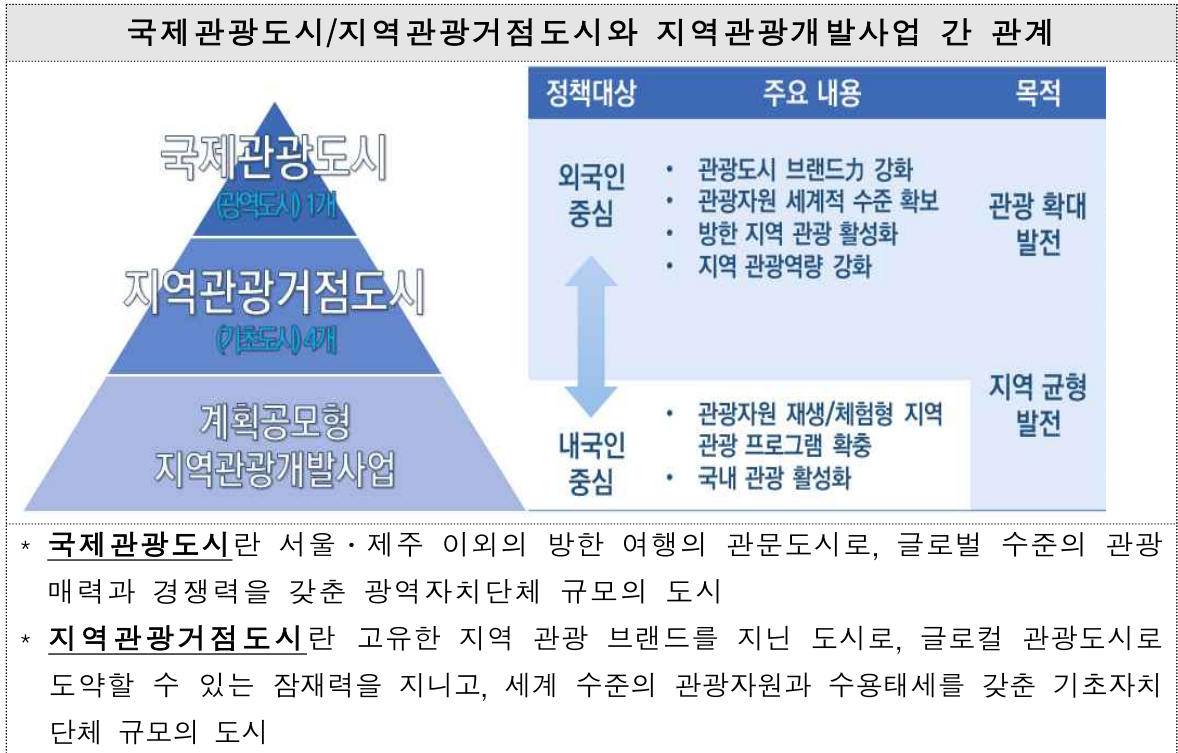 국제관광도시/지역관광거점도시와 지역관광개발사업 간 관계
국제관광도시
(광역도시) 1개
지역관광거점도시
(기초도시) 4개
계획공모형
지역관광개발사업
정책대상 주요 내용 목적
외국인
중심
• 관광도시 브랜드力 강화
• 관광자원 세계적 수준 확보
• 방한 지역 관광 활성화
• 지역 관광역량 강화
관광 확대
발전
내국인
중심
• 관광자원 재생/체험형 지역
관광 프로그램 확충
• 국내 관광 활성화
지역 균형
발전
* 국제관광도시란 서울・제주 이외의 방한 여행의 관문도시로, 글로벌 수준의 관광
매력과 경쟁력을 갖춘 광역자치단체 규모의 도시
* 지역관광거점도시란 고유한 지역 관광 브랜드를 지닌 도시로, 글로컬 관광도시로
도약할 수 있는 잠재력을 지니고, 세계 수준의 관광자원과 수용태세를 갖춘 기초자치
단체 규모의 도시